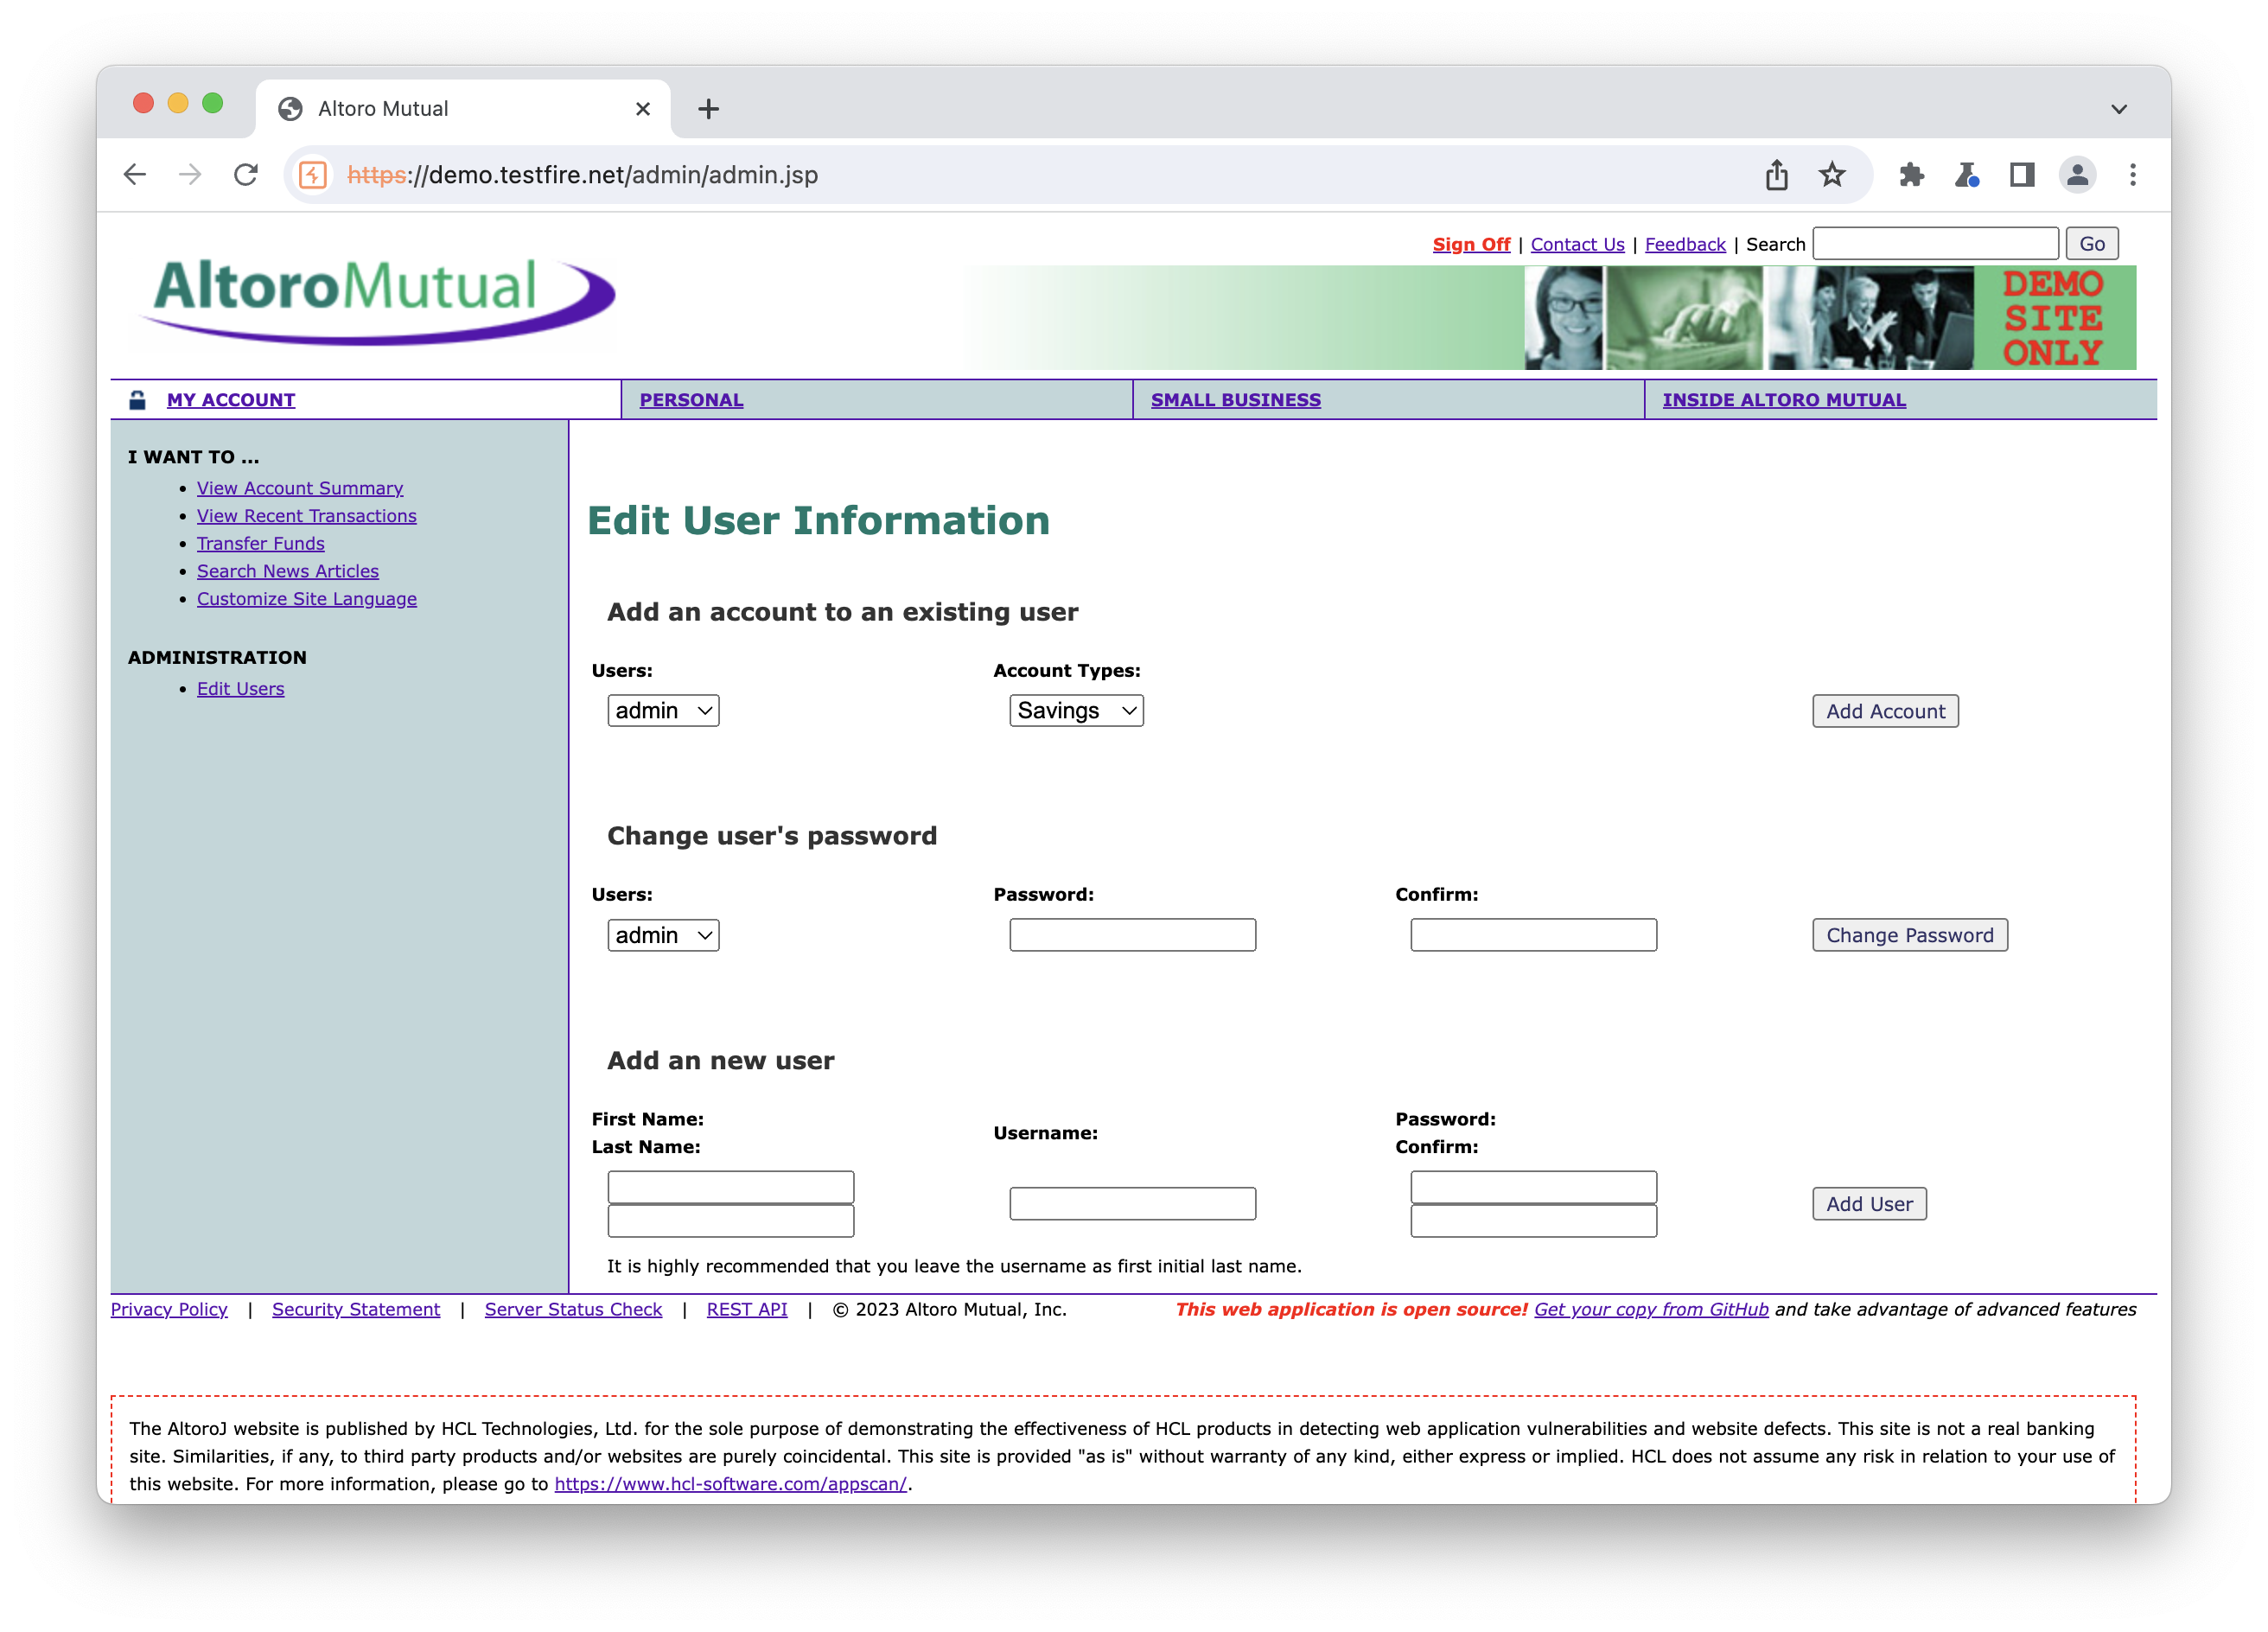 Altoro Mutual
https://demo.testfire.net/admin/admin.jsp
Sign Off | Contact Us | Feedback | Search Go
AltoroMutual
DEMO
SITE
ONLY
MY ACCOUNT
PERSONAL
SMALL BUSINESS
INSIDE ALTORO MUTUAL
I WANT TO ...
• View Account Summary
• View Recent Transactions
• Transfer Funds
• Search News Articles
• Customize Site Language
ADMINISTRATION
• Edit Users
Edit User Information
Add an account to an existing user
Users: Account Types:
admin Savings Add Account
Change user's password
Users: Password: Confirm:
admin Change Password
Add an new user
First Name:
Last Name:
Username:
Password:
Confirm:
Add User
It is highly recommended that you leave the username as first initial last name.
Privacy Policy | Security Statement | Server Status Check | REST API | © 2023 Altoro Mutual, Inc. This web application is open source! Get your copy from GitHub and take advantage of advanced features
The AltoroJ website is published by HCL Technologies, Ltd. for the sole purpose of demonstrating the effectiveness of HCL products in detecting web application vulnerabilities and website defects. This site is not a real banking
site. Similarities, if any, to third party products and/or websites are purely coincidental. This site is provided "as is" without warranty of any kind, either express or implied. HCL does not assume any risk in relation to your use of
this website. For more information, please go to https://www.hcl-software.com/appscan/.